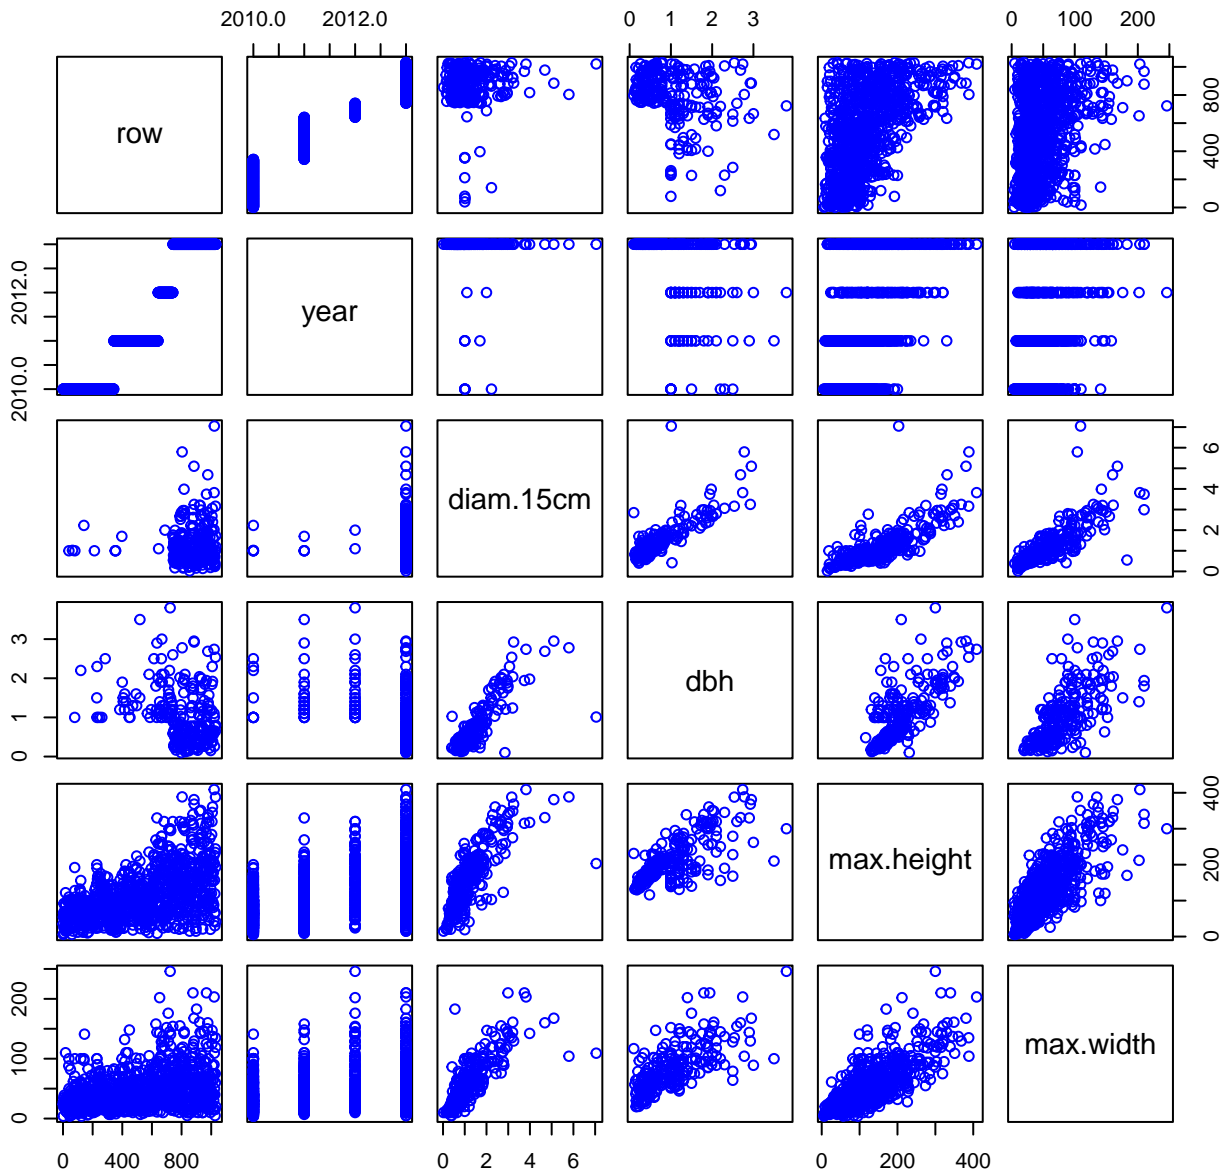 2010.0 2012.0 0 1 2 3 0 100 200
row 0 400 800
2010.0 2012.0 year
diam.15cm 0 2 4 6
0 1 2 3 dbh
max.height 0 200 400
0 100 200 max.width
0 400 800 0 2 4 6 0 200 400